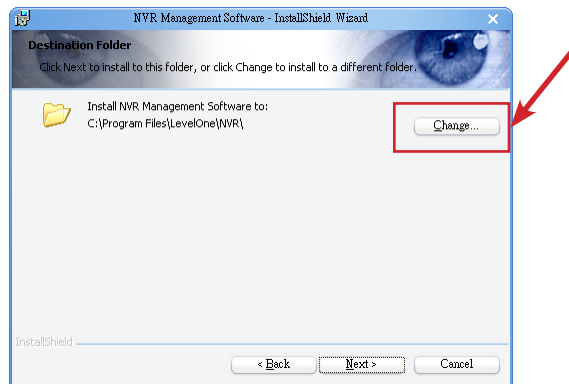 NVR Management Software - InstallShield Wizard
Destination Folder
Click Next to install to this folder, or click Change to install to a different folder.
Install NVR Management Software to:
C:\Program Files\LevelOne\NVR\
Change...
InstallShield
< Back Next > Cancel